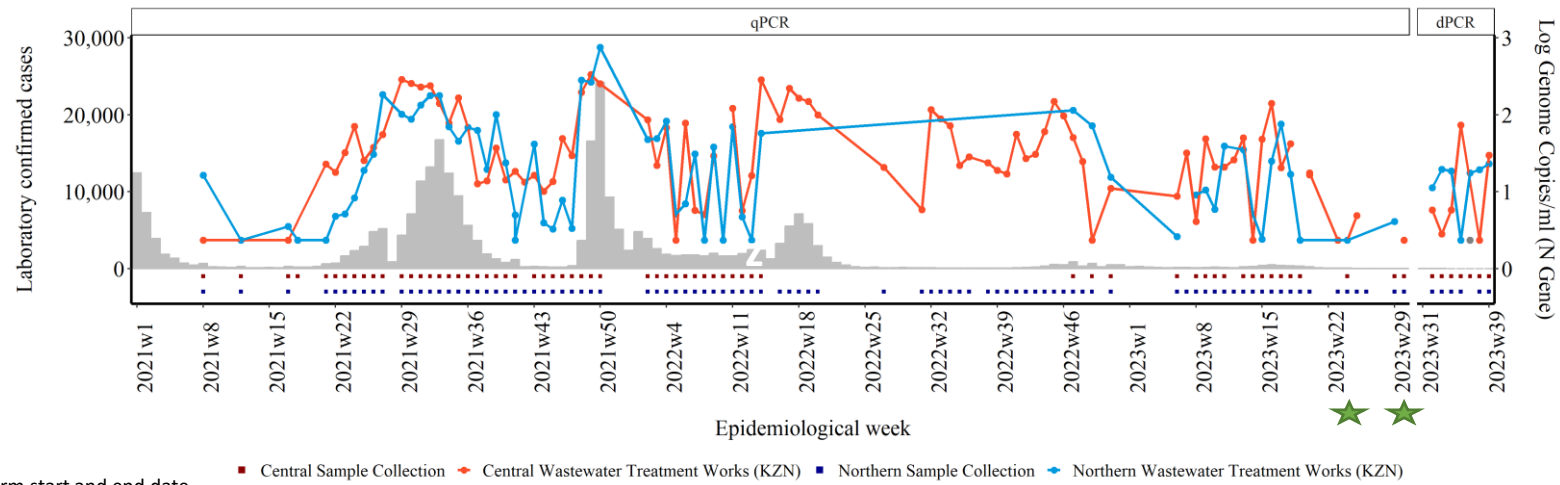 qPCR
dPCR
Laboratory confirmed cases
30,000
20,000
10,000
0
3
2
1
0
Log Genome Copies/ml (N Gene)
2021w1
2021w8
2021w15
2021w22
2021w29
2021w36
2021w43
2021w50
2022w4
2022w11
2022w18
2022w25
2022w32
2022w39
2022w46
2023w1
2023w8
2023w15
2023w22
2023w29
2023w31
2023w39
Epidemiological week
Central Sample Collection Central Wastewater Treatment Works (KZN) Northern Sample Collection Northern Wastewater Treatment Works (KZN)
rm start and end date